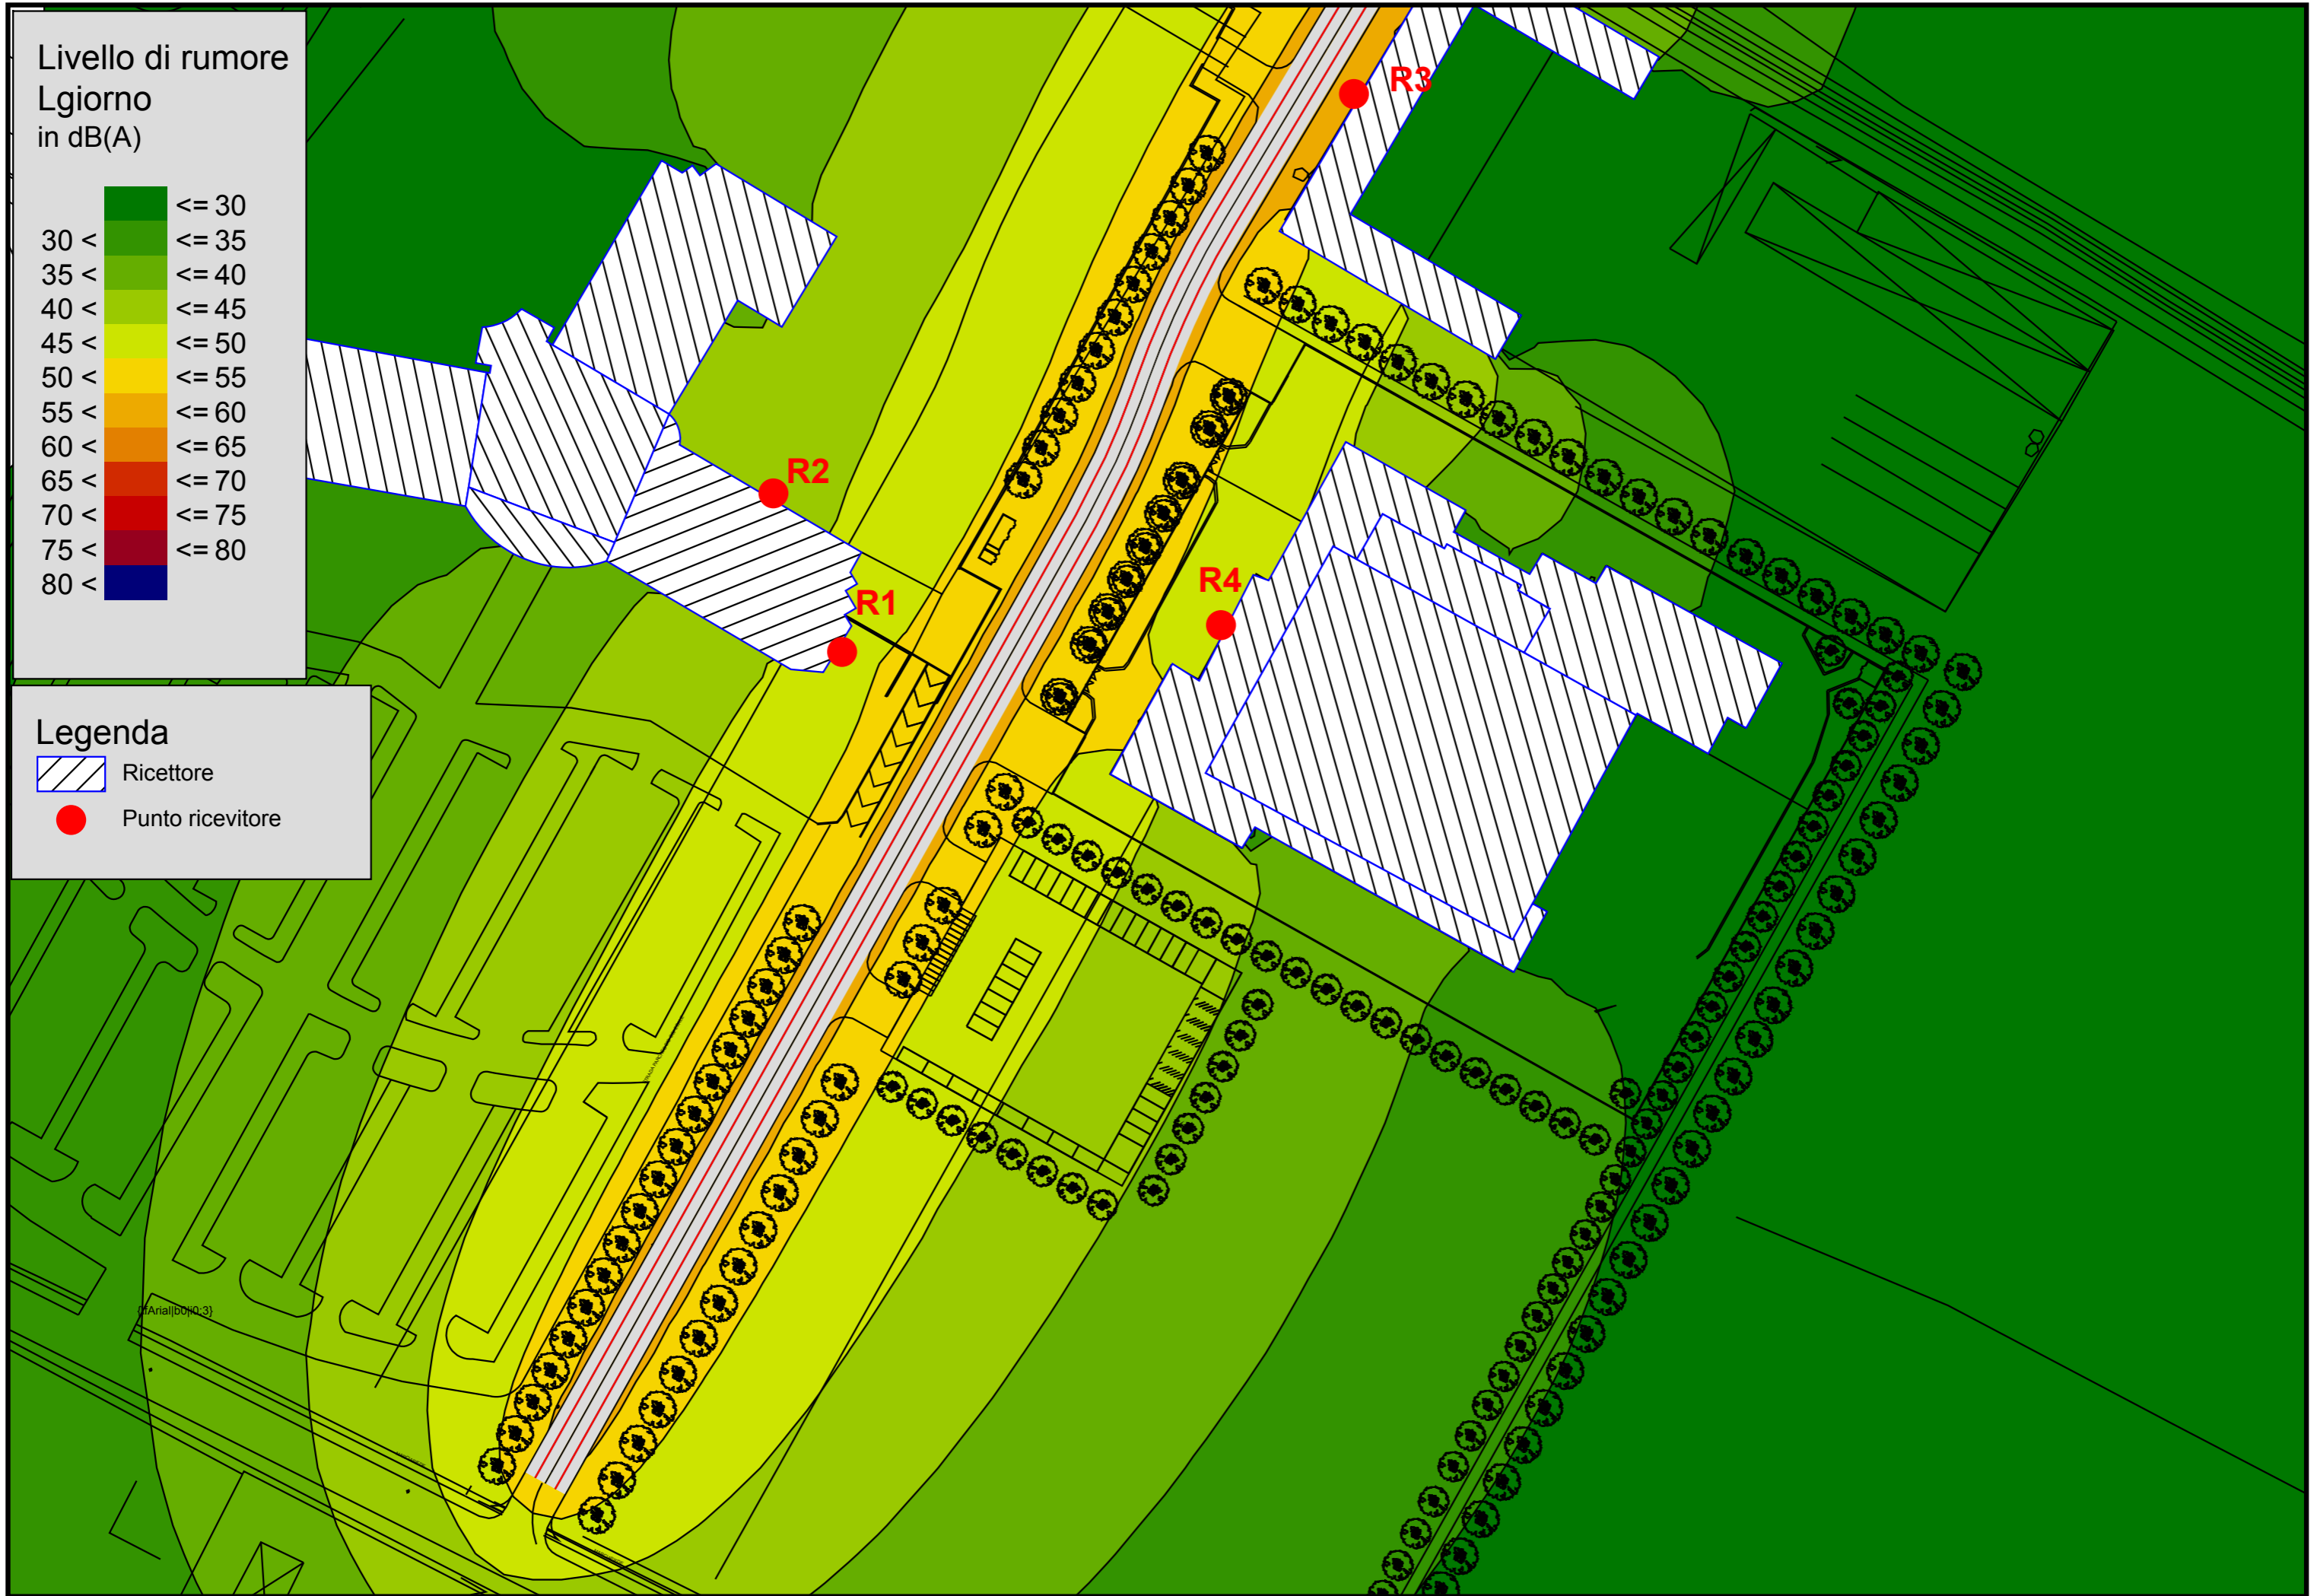 Livello di rumore
Lgiorno
in dB(A)
<= 30
30 < <= 35
35 < <= 40
40 < <= 45
45 < <= 50
50 < <= 55
55 < <= 60
60 < <= 65
65 < <= 70
70 < <= 75
75 < <= 80
80 <
Legenda
Ricettore
Punto ricevitore
R3
R2
R1
R4